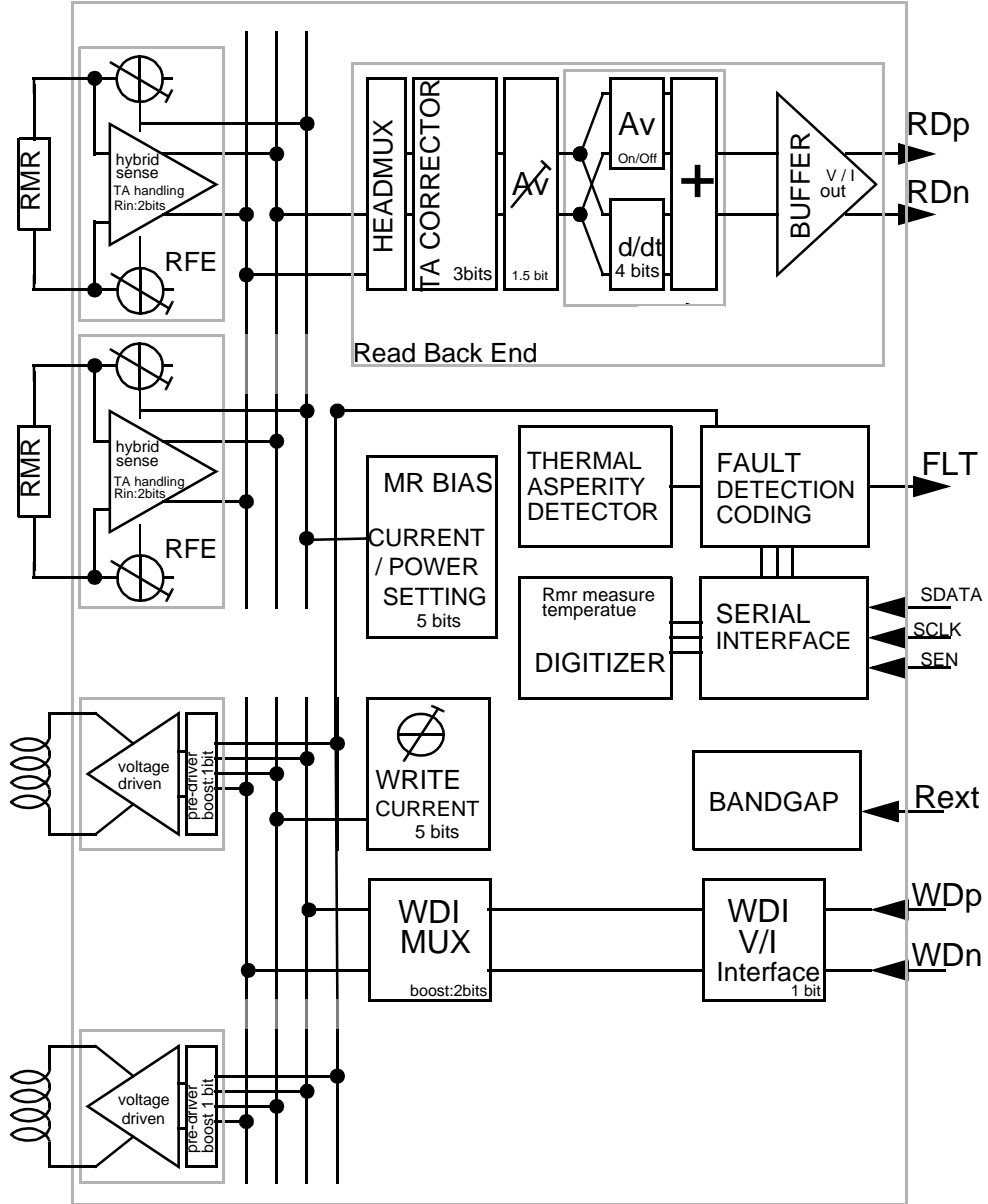 RMR
hybrid
sense
TA handling
Rin:2bits
RFE
HEADMUX
TA CORRECTOR
3bits
Av
1.5 bit
Av
On/Off
d/dt
4 bits
+
BUFFER
V / I
out
RDp
RDn
Read Back End
RMR
hybrid
sense
TA handling
Rin:2bits
RFE
MR BIAS
CURRENT
/ POWER
SETTING
5 bits
THERMAL
ASPERITY
DETECTOR
FAULT
DETECTION
CODING
FLT
Rmr measure
temperatue
DIGITIZER
SERIAL
INTERFACE
SDATA
SCLK
SEN
voltage
driven
pre-driver
boost:1bit
WRITE
CURRENT
5 bits
BANDGAP
Rext
WDI
MUX
boost:2bits
WDI
V/I
Interface
1 bit
WDp
WDn
voltage
driven
pre-driver
boost 1 bit